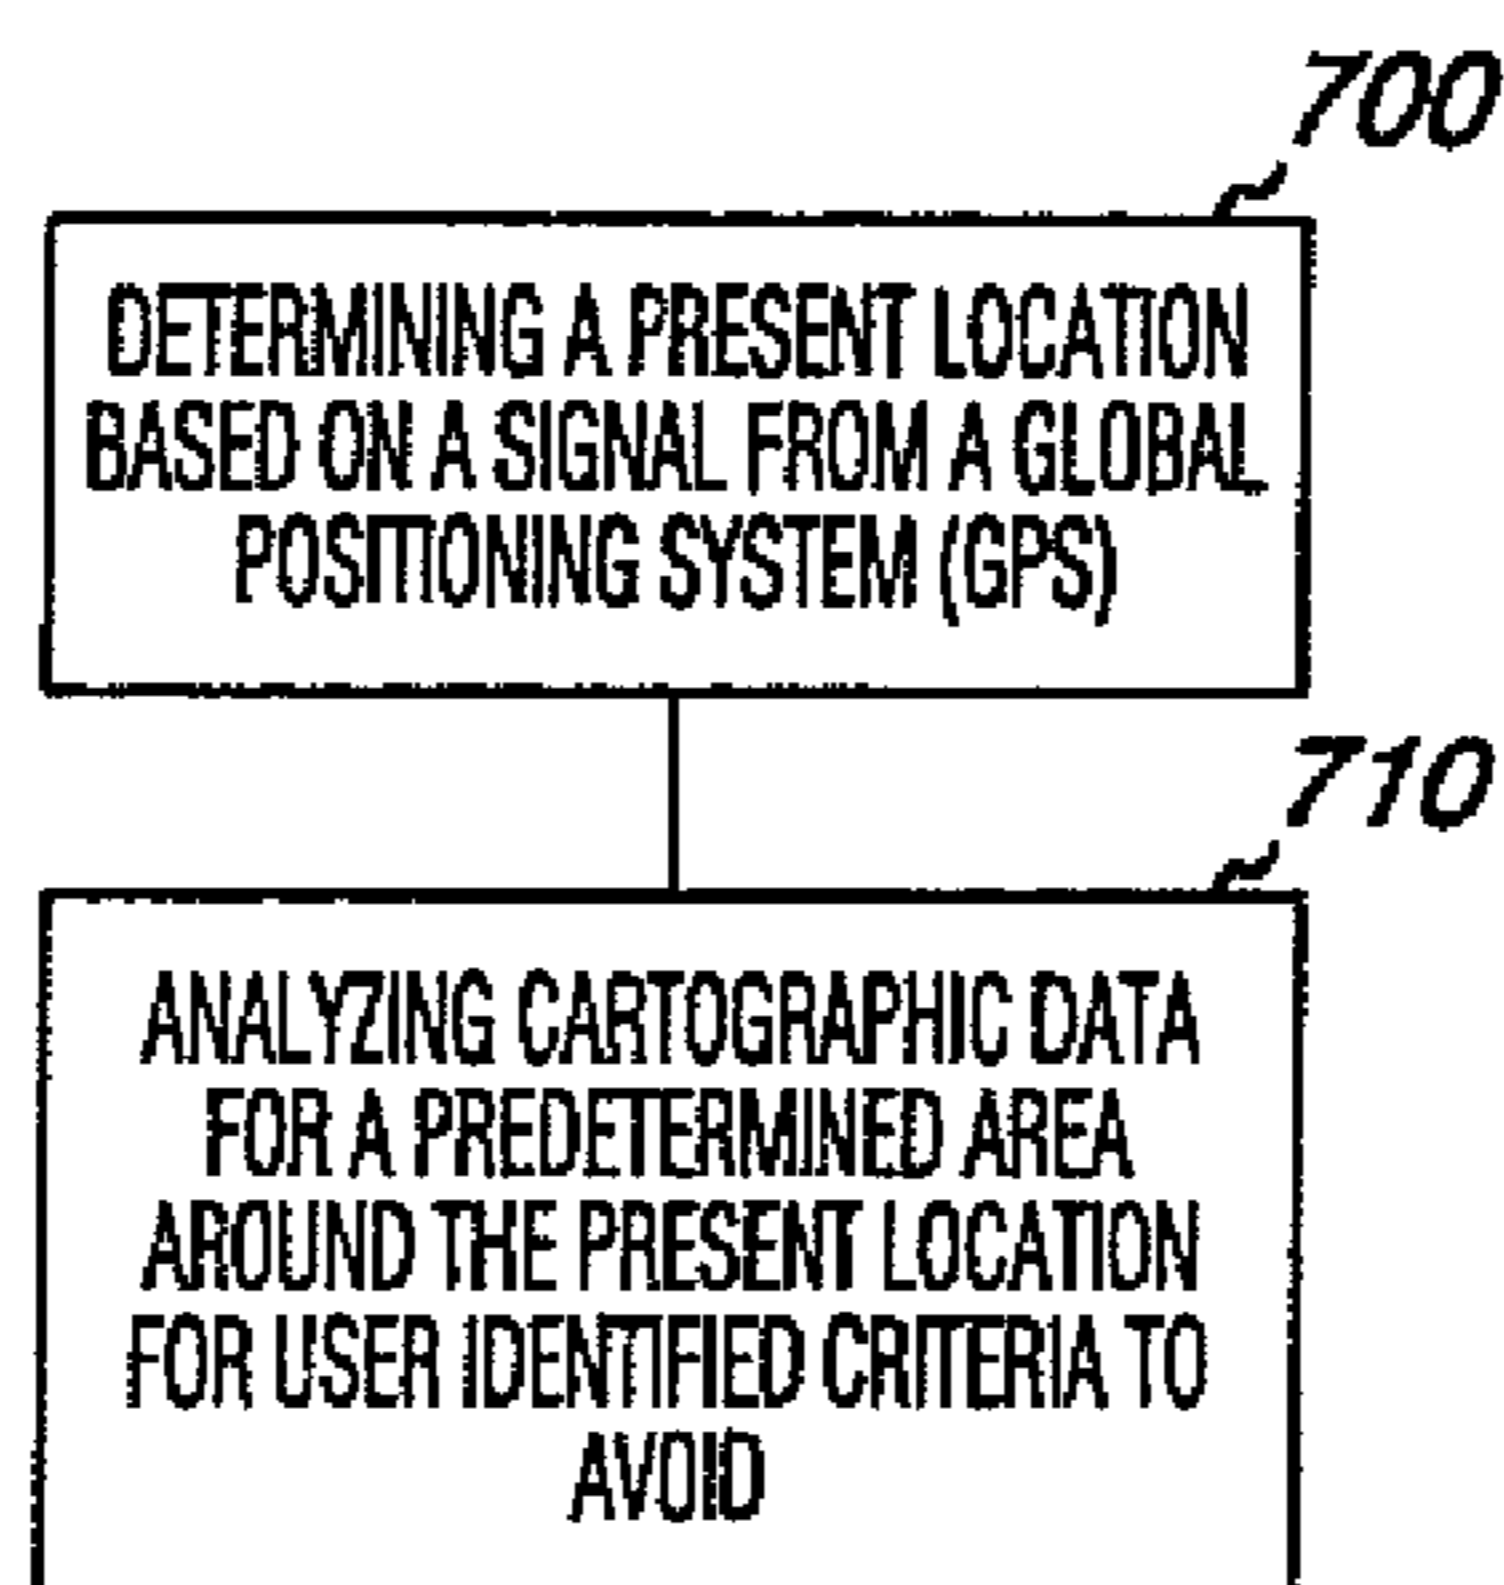 700
DETERMINING A PRESENT LOCATION
BASED ON A SIGNAL FROM A GLOBAL
POSITIONING SYSTEM (GPS)
710
ANALYZING CARTOGRAPHIC DATA
FOR A PREDETERMINED AREA
AROUND THE PRESENT LOCATION
FOR USER IDENTIFIED CRITERIA TO
AVOID